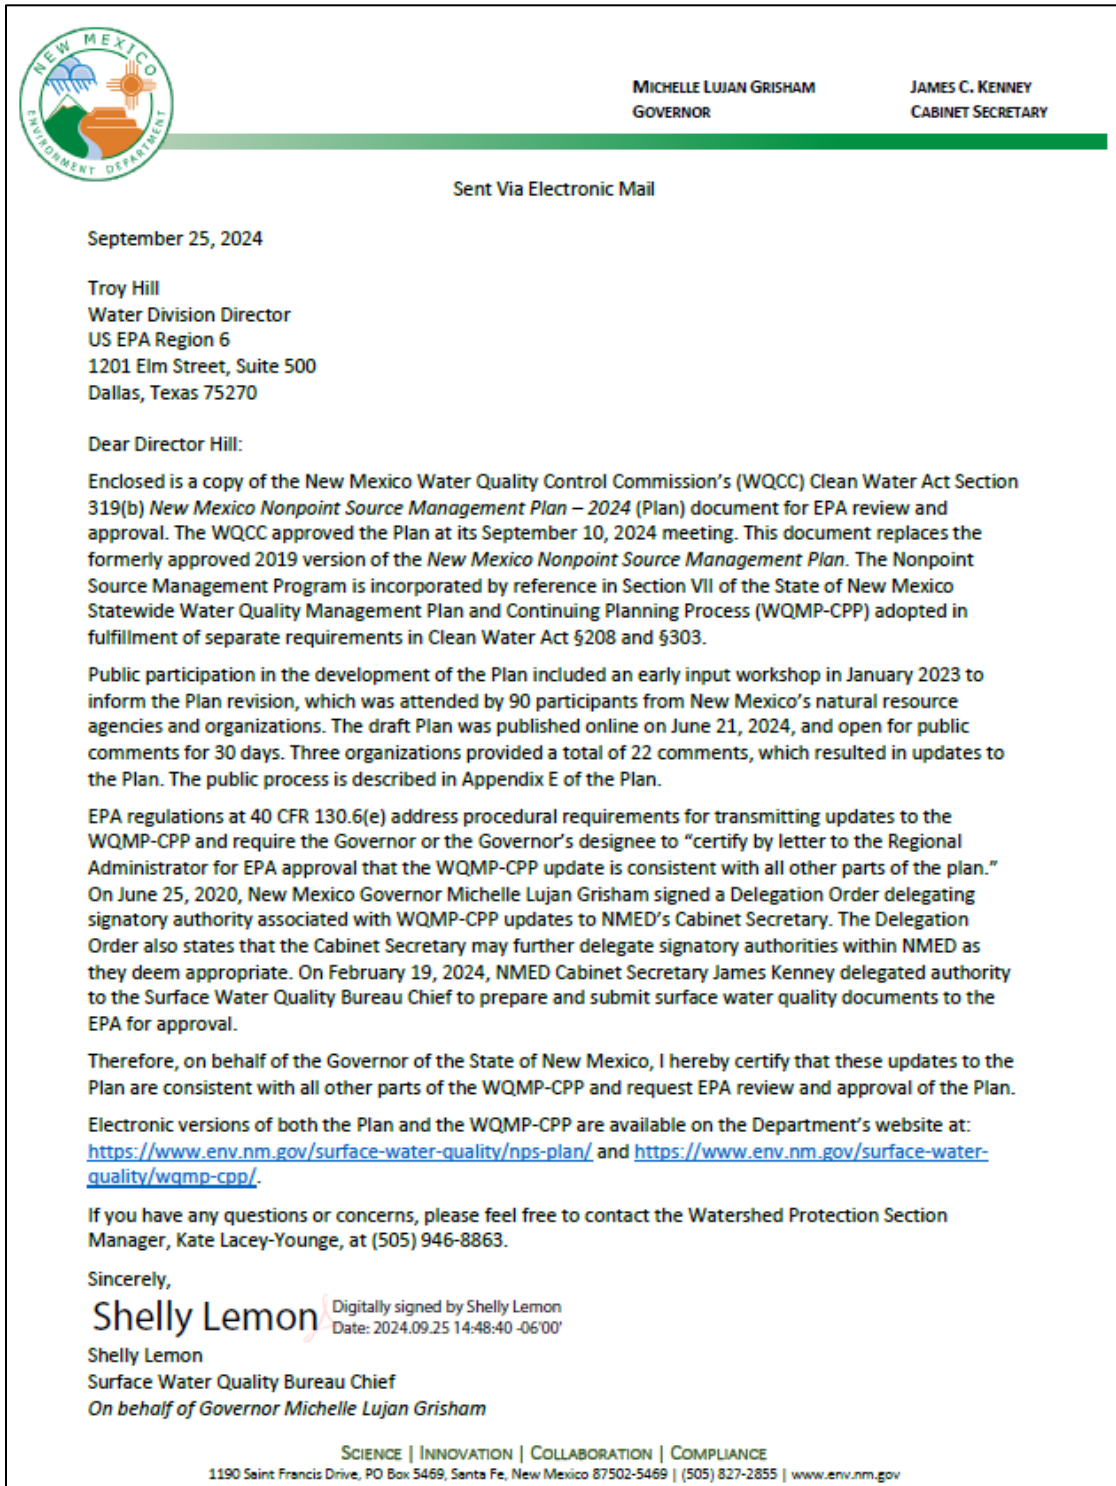 NEW MEXICO
ENVIRONMENT DEPARTMENT
MICHELLE LUJAN GRISHAM
GOVERNOR
JAMES C. KENNEY
CABINET SECRETARY
Sent Via Electronic Mail
September 25, 2024
Troy Hill
Water Division Director
US EPA Region 6
1201 Elm Street, Suite 500
Dallas, Texas 75270
Dear Director Hill:
Enclosed is a copy of the New Mexico Water Quality Control Commission's (WQCC) Clean Water Act Section
319(b) New Mexico Nonpoint Source Management Plan – 2024 (Plan) document for EPA review and
approval. The WQCC approved the Plan at its September 10, 2024 meeting. This document replaces the
formerly approved 2019 version of the New Mexico Nonpoint Source Management Plan. The Nonpoint
Source Management Program is incorporated by reference in Section VII of the State of New Mexico
Statewide Water Quality Management Plan and Continuing Planning Process (WQMP-CPP) adopted in
fulfillment of separate requirements in Clean Water Act §208 and §303.
Public participation in the development of the Plan included an early input workshop in January 2023 to
inform the Plan revision, which was attended by 90 participants from New Mexico's natural resource
agencies and organizations. The draft Plan was published online on June 21, 2024, and open for public
comments for 30 days. Three organizations provided a total of 22 comments, which resulted in updates to
the Plan. The public process is described in Appendix E of the Plan.
EPA regulations at 40 CFR 130.6(e) address procedural requirements for transmitting updates to the
WQMP-CPP and require the Governor or the Governor's designee to "certify by letter to the Regional
Administrator for EPA approval that the WQMP-CPP update is consistent with all other parts of the plan."
On June 25, 2020, New Mexico Governor Michelle Lujan Grisham signed a Delegation Order delegating
signatory authority associated with WQMP-CPP updates to NMED's Cabinet Secretary. The Delegation
Order also states that the Cabinet Secretary may further delegate signatory authorities within NMED as
they deem appropriate. On February 19, 2024, NMED Cabinet Secretary James Kenney delegated authority
to the Surface Water Quality Bureau Chief to prepare and submit surface water quality documents to the
EPA for approval.
Therefore, on behalf of the Governor of the State of New Mexico, I hereby certify that these updates to the
Plan are consistent with all other parts of the WQMP-CPP and request EPA review and approval of the Plan.
Electronic versions of both the Plan and the WQMP-CPP are available on the Department's website at:
https://www.env.nm.gov/surface-water-quality/nps-plan/ and https://www.env.nm.gov/surface-water-
quality/wqmp-cpp/.
If you have any questions or concerns, please feel free to contact the Watershed Protection Section
Manager, Kate Lacey-Younge, at (505) 946-8863.
Sincerely,
Shelly Lemon
Digitally signed by Shelly Lemon
Date: 2024.09.25 14:48:40 -06'00'
Shelly Lemon
Surface Water Quality Bureau Chief
On behalf of Governor Michelle Lujan Grisham
SCIENCE | INNOVATION | COLLABORATION | COMPLIANCE
1190 Saint Francis Drive, PO Box 5469, Santa Fe, New Mexico 87502-5469 | (505) 827-2855 | www.env.nm.gov